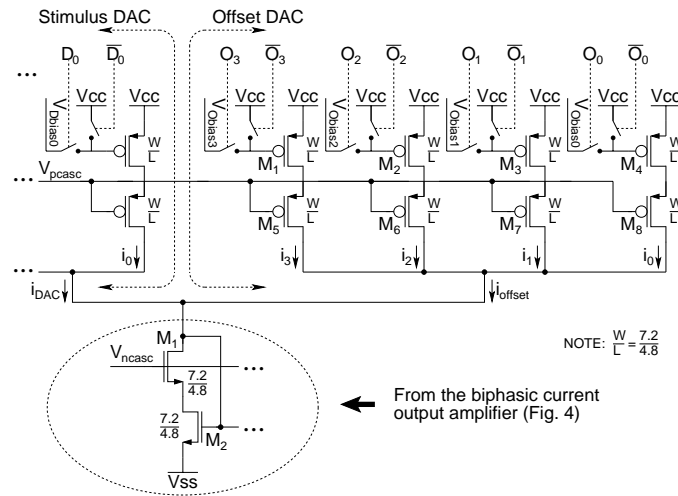 Stimulus DAC Offset DAC
D0 D̅0 O3 O̅3 O2 O̅2 O1 O̅1 O0 O̅0
... Vcc Vcc Vcc Vcc Vcc Vcc Vcc Vcc Vcc Vcc
VDbias0 VObias3 VObias2 VObias1 VObias0
W/L M1 W/L M2 W/L M3 W/L M4 W/L
... Vpcasc
W/L M5 W/L M6 W/L M7 W/L M8 W/L
i0 i3 i2 i1 i0
...
iDAC ioffset
M1
Vncasc ...
7.2/4.8
7.2/4.8 M2 ...
Vss
NOTE: W/L = 7.2/4.8
From the biphasic current
output amplifier (Fig. 4)